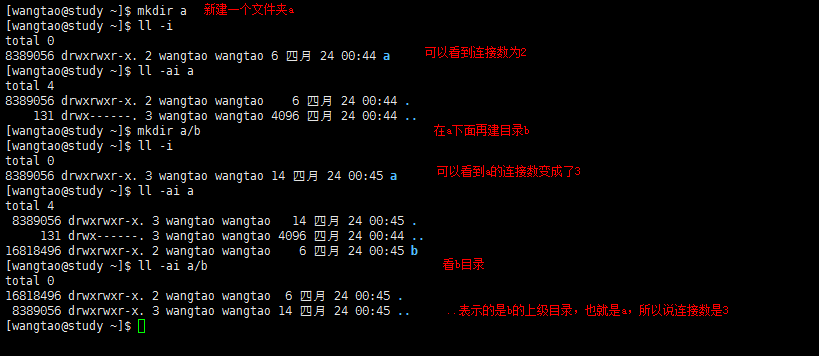 [wangtao@study ~]$ mkdir a 新建一个文件夹a
[wangtao@study ~]$ ll -i
total 0
8389056 drwxrwxr-x. 2 wangtao wangtao 6 四月 24 00:44 a 可以看到连接数为2
[wangtao@study ~]$ ll -ai a
total 4
8389056 drwxrwxr-x. 2 wangtao wangtao 6 四月 24 00:44 .
131 drwx------. 3 wangtao wangtao 4096 四月 24 00:44 ..
[wangtao@study ~]$ mkdir a/b 在a下面再建目录b
[wangtao@study ~]$ ll -i
total 0
8389056 drwxrwxr-x. 3 wangtao wangtao 14 四月 24 00:45 a 可以看到a的连接数变成了3
[wangtao@study ~]$ ll -ai a
total 4
8389056 drwxrwxr-x. 3 wangtao wangtao 14 四月 24 00:45 .
131 drwx------. 3 wangtao wangtao 4096 四月 24 00:44 ..
16818496 drwxrwxr-x. 2 wangtao wangtao 6 四月 24 00:45 b
[wangtao@study ~]$ ll -ai a/b 看b目录
total 0
16818496 drwxrwxr-x. 2 wangtao wangtao 6 四月 24 00:45 .
8389056 drwxrwxr-x. 3 wangtao wangtao 14 四月 24 00:45 .. ..表示的是b的上级目录，也就是a，所以说连接数是3
[wangtao@study ~]$